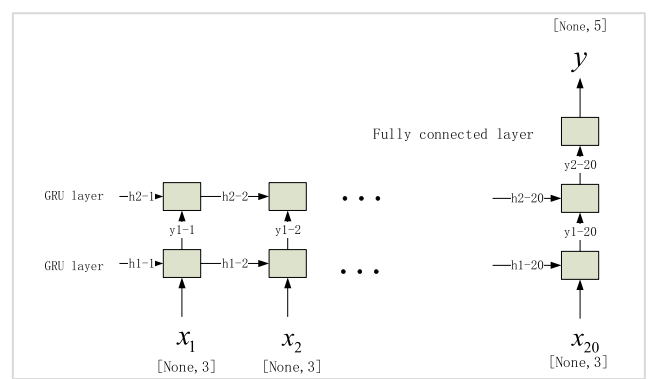 [None, 5]
y
Fully connected layer
y2-20
GRU layer
h2-1
h2-2
• • •
h2-20
y1-1
y1-2
y1-20
GRU layer
h1-1
h1-2
• • •
h1-20
x1
x2
x20
[None, 3]
[None, 3]
[None, 3]